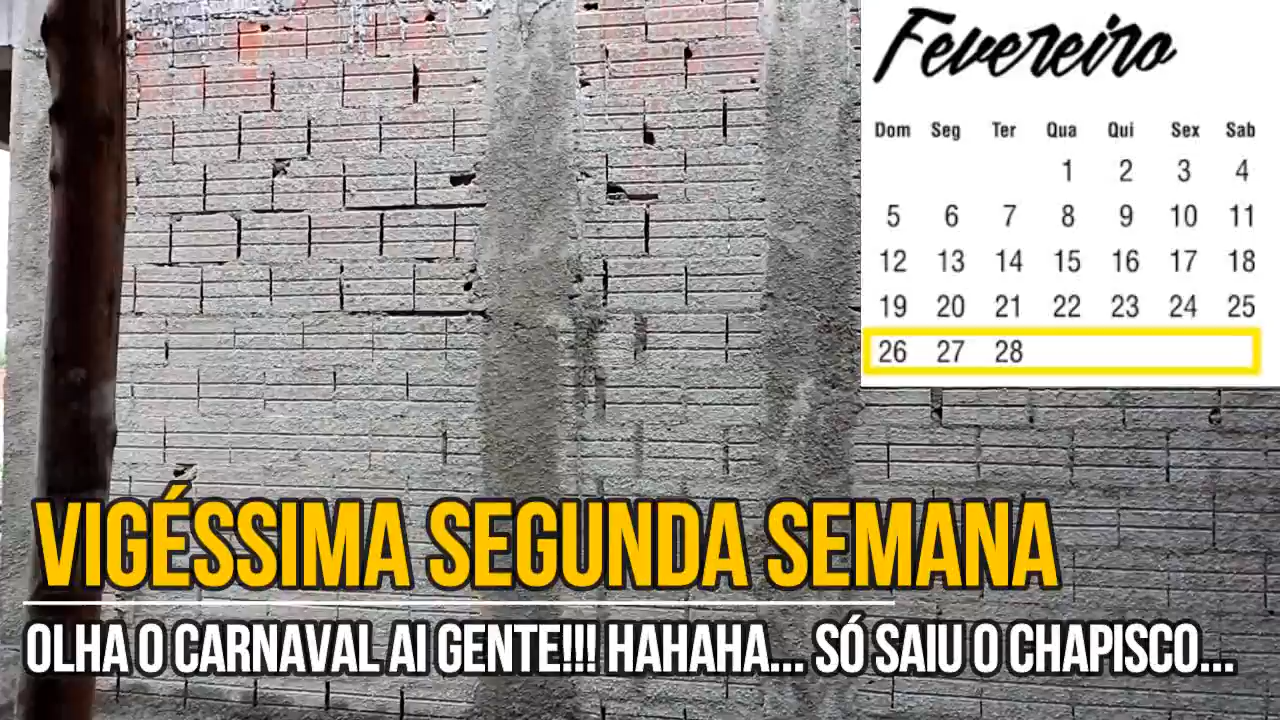 Fevereiro
Dom Seg Ter Qua Qui Sex Sab
1 2 3 4
5 6 7 8 9 10 11
12 13 14 15 16 17 18
19 20 21 22 23 24 25
26 27 28
VIGÉSSIMA SEGUNDA SEMANA
OLHA O CARNAVAL AI GENTE!!! HAHAHA... SÓ SAIU O CHAPISCO...